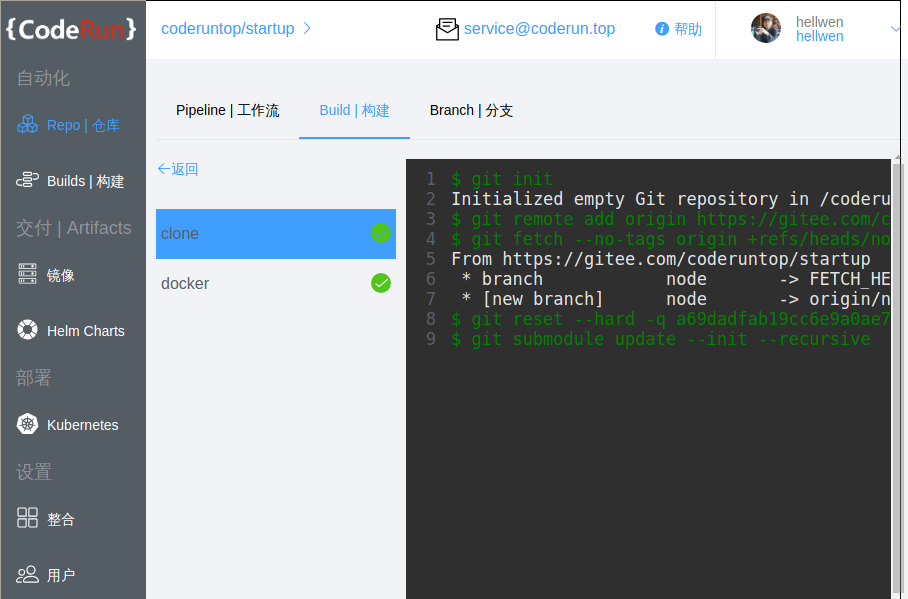 {CodeRun}
coderuntop/startup >
service@coderun.top
帮助
hellwen
hellwen
自动化
Repo | 仓库
Builds | 构建
交付 | Artifacts
镜像
Helm Charts
部署
Kubernetes
设置
整合
用户
Pipeline | 工作流
Build | 构建
Branch | 分支
←返回
clone
docker
1 $ git init
2 Initialized empty Git repository in /coderu
3 $ git remote add origin https://gitee.com/c
4 $ git fetch --no-tags origin +refs/heads/no
5 From https://gitee.com/coderuntop/startup
6  * branch            node       -> FETCH_HE
7  * [new branch]      node       -> origin/n
8 $ git reset --hard -q a69dadfab19cc6e9a0ae7
9 $ git submodule update --init --recursive